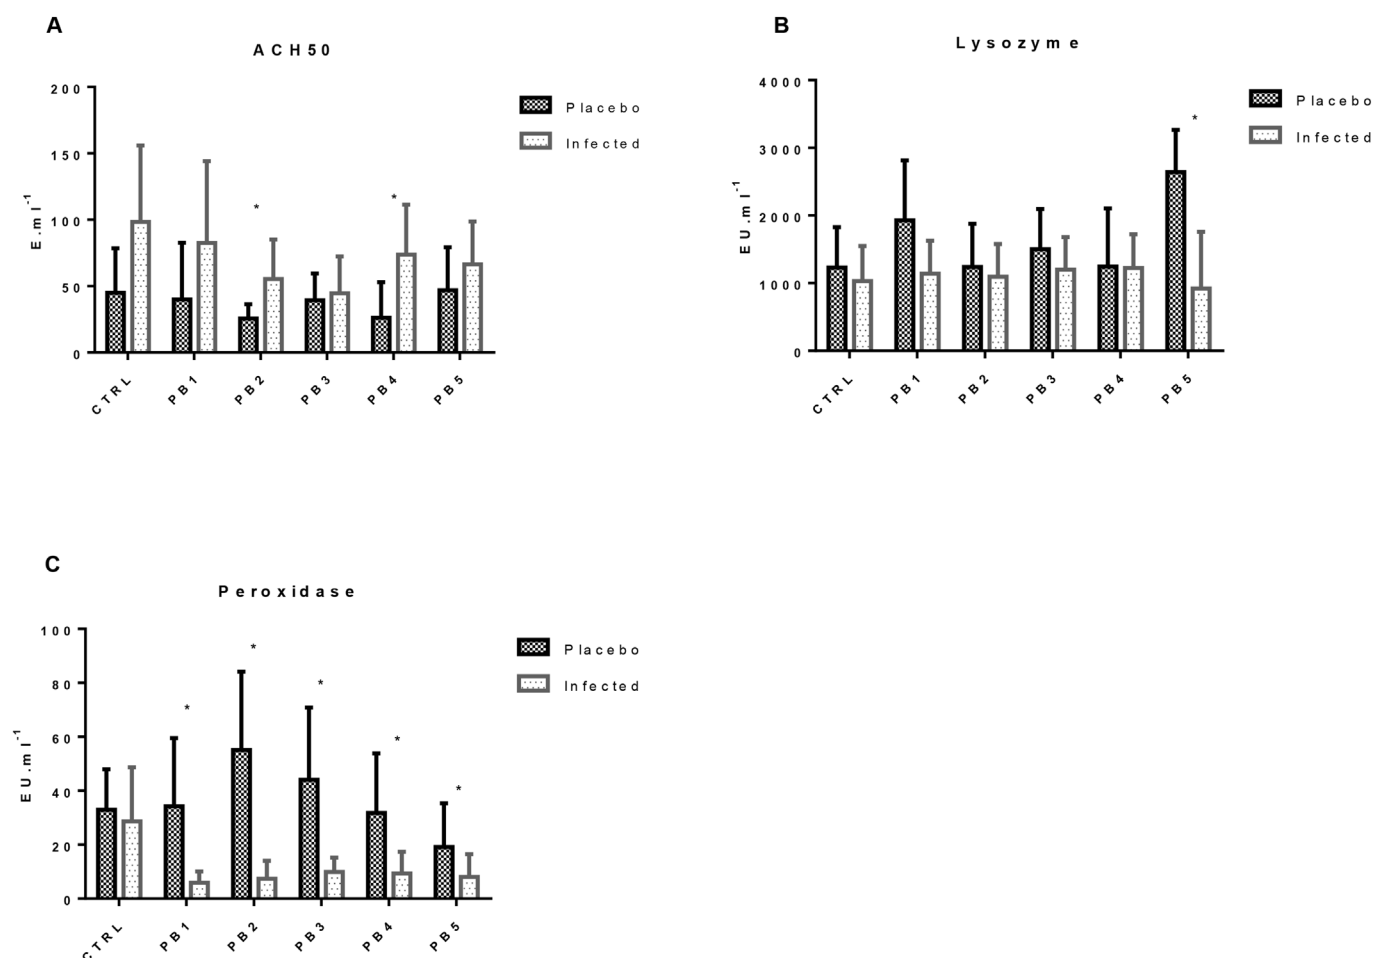 A
ACH50
200
150
100
50
0
E.ml-1
* *
CTRL PB1 PB2 PB3 PB4 PB5
Placebo
Infected
B
Lysozyme
4000
3000
2000
1000
0
EU.ml-1
*
CTRL PB1 PB2 PB3 PB4 PB5
Placebo
Infected
C
Peroxidase
100
80
60
40
20
0
EU.ml-1
* * * * *
CTRL PB1 PB2 PB3 PB4 PB5
Placebo
Infected